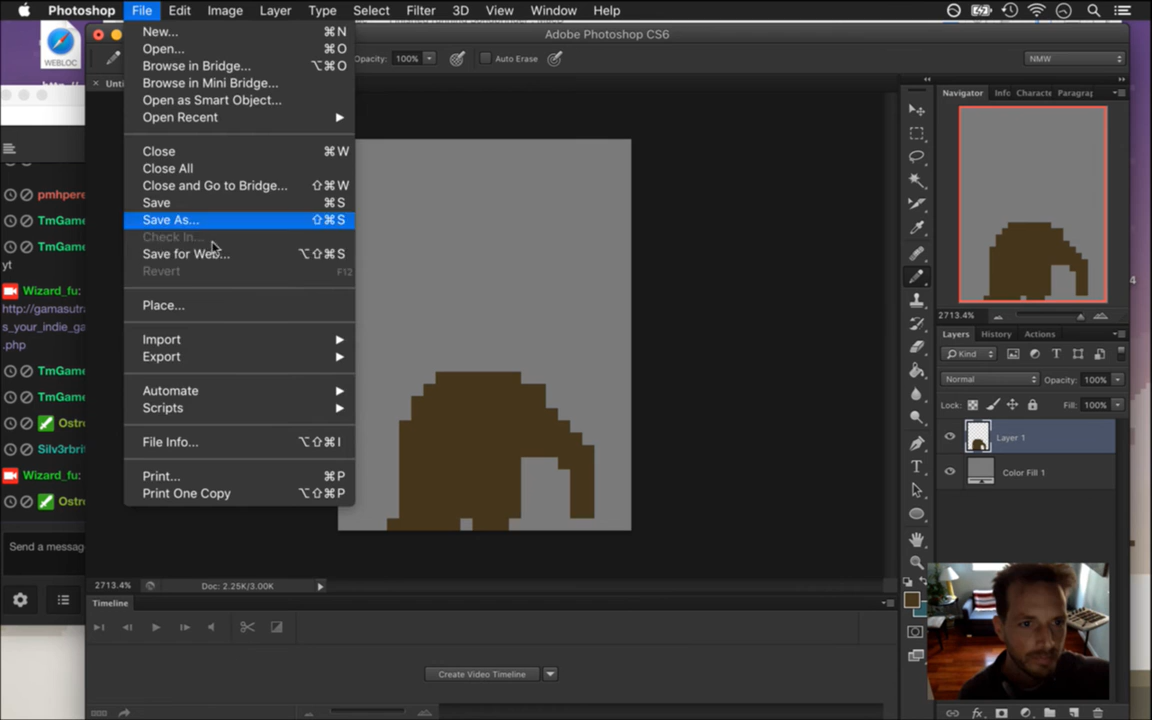 Photoshop File Edit Image Layer Type Select Filter 3D View Window Help
WEBLOC
Adobe Photoshop CS6
New... ⌘N
Open... ⌘O
Browse in Bridge... ⌥⌘O
Browse in Mini Bridge...
Open as Smart Object...
Open Recent ▶
Close ⌘W
Close All
Close and Go to Bridge... ⇧⌘W
Save ⌘S
Save As... ⇧⌘S
Check In...
Save for Web... ⌥⇧⌘S
Revert F12
Place...
Import ▶
Export ▶
Automate ▶
Scripts ▶
File Info... ⌥⇧⌘I
Print... ⌘P
Print One Copy ⌥⇧⌘P
Opacity: 100% Auto Erase NMW
× Unti
Navigator Info Characte Paragrap
2713.4%
Layers History Actions
Kind
Normal Opacity: 100%
Lock: Fill: 100%
Layer 1
Color Fill 1
pmhpere
TmGame
TmGame
yt
Wizard_fu:
http://gamasutra
s_your_indie_ga
.php
TmGame
TmGame
Ostro
Silv3rbrit
Wizard_fu:
Ostro
Send a message
2713.4% Doc: 2.25K/3.00K
Timeline
Create Video Timeline